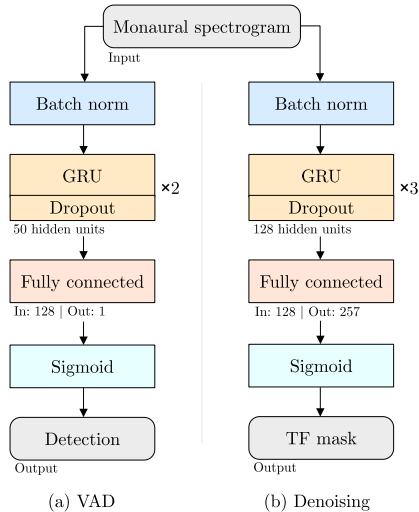 Monaural spectrogram
Input
Batch norm
GRU
×2
Dropout
50 hidden units
Fully connected
In: 128 | Out: 1
Sigmoid
Detection
Output
(a) VAD
Batch norm
GRU
×3
Dropout
128 hidden units
Fully connected
In: 128 | Out: 257
Sigmoid
TF mask
Output
(b) Denoising